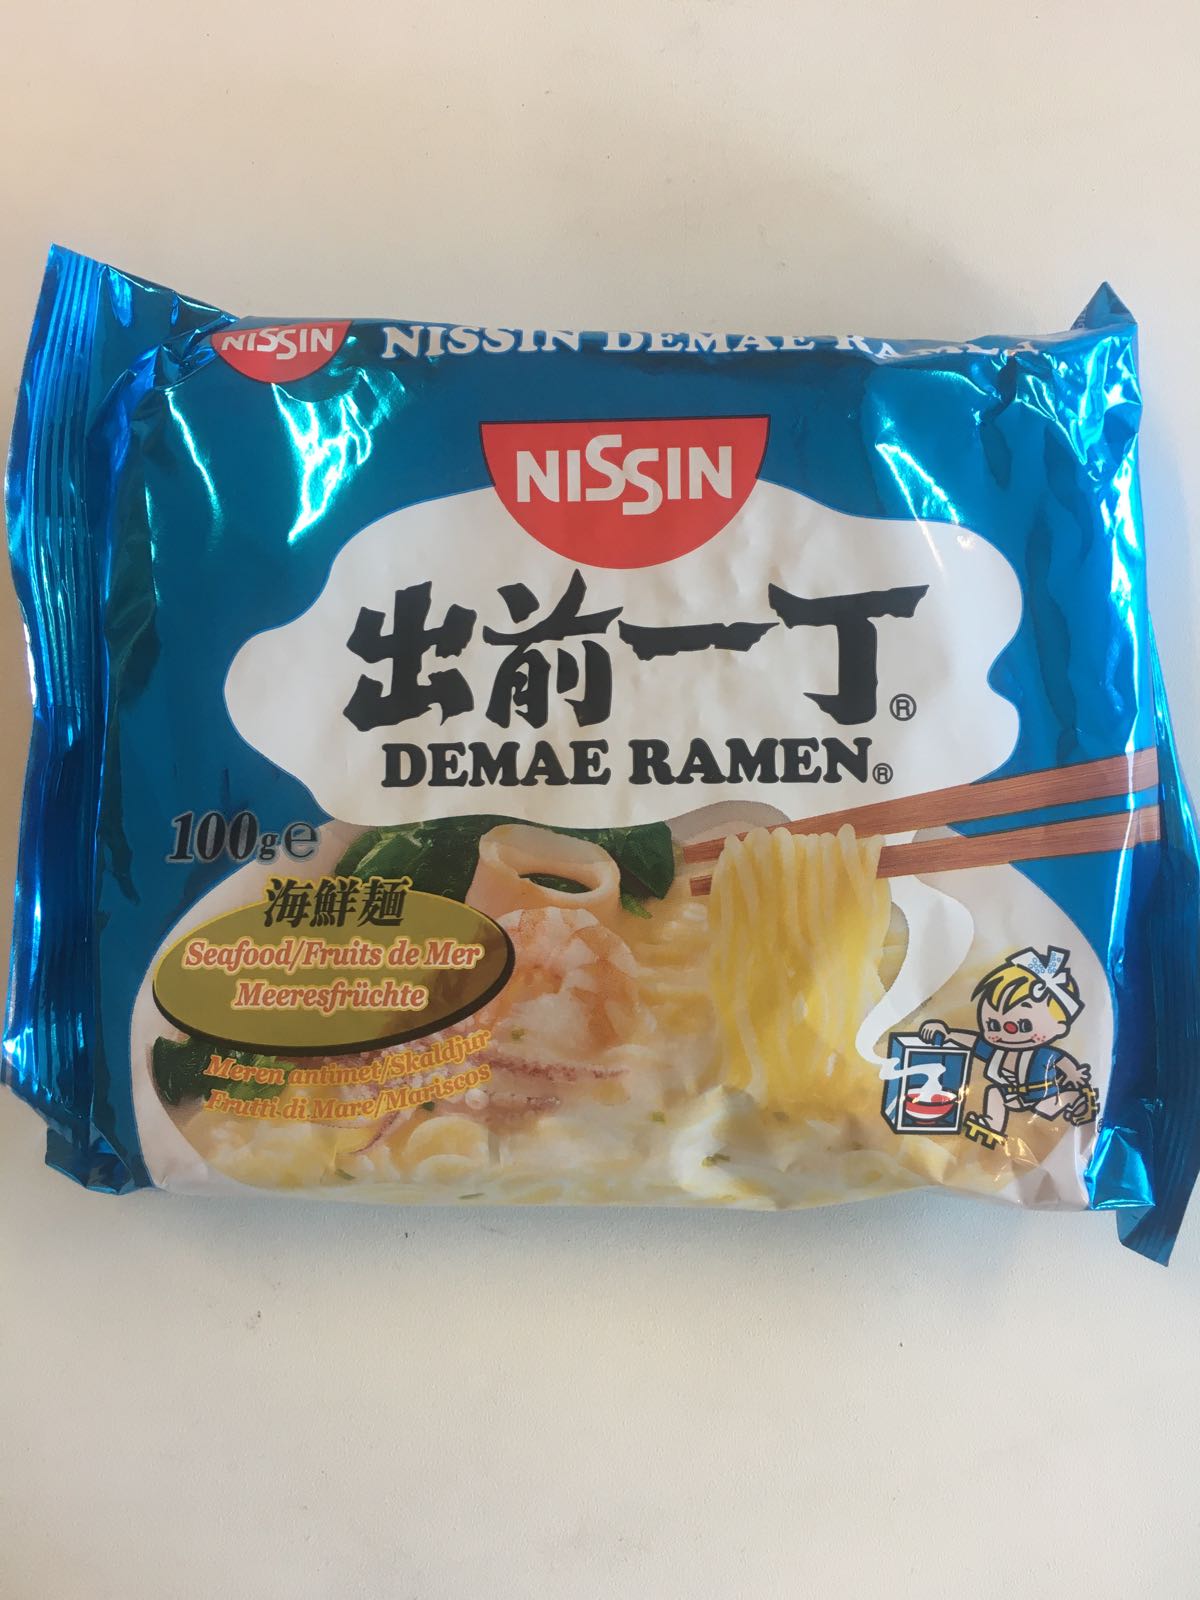 NISSIN NISSIN DEMAE RAMEN
NISSIN
出前一丁®
DEMAE RAMEN®
100g e
海鮮麺
Seafood/Fruits de Mer
Meeresfrüchte
Meren antimet/Skaldjur
Frutti di Mare/Mariscos